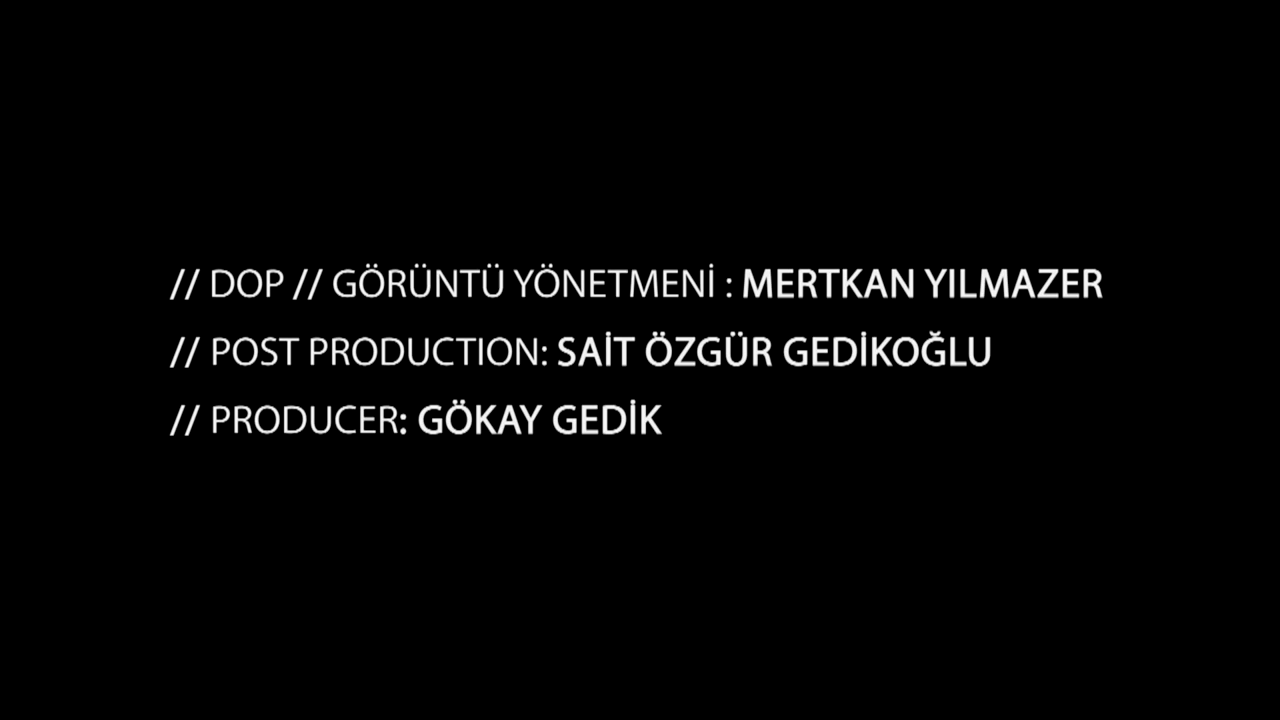 // DOP // GÖRÜNTÜ YÖNETMENİ : MERTKAN YILMAZER
// POST PRODUCTION: SAİT ÖZGÜR GEDİKOĞLU
// PRODUCER: GÖKAY GEDİK